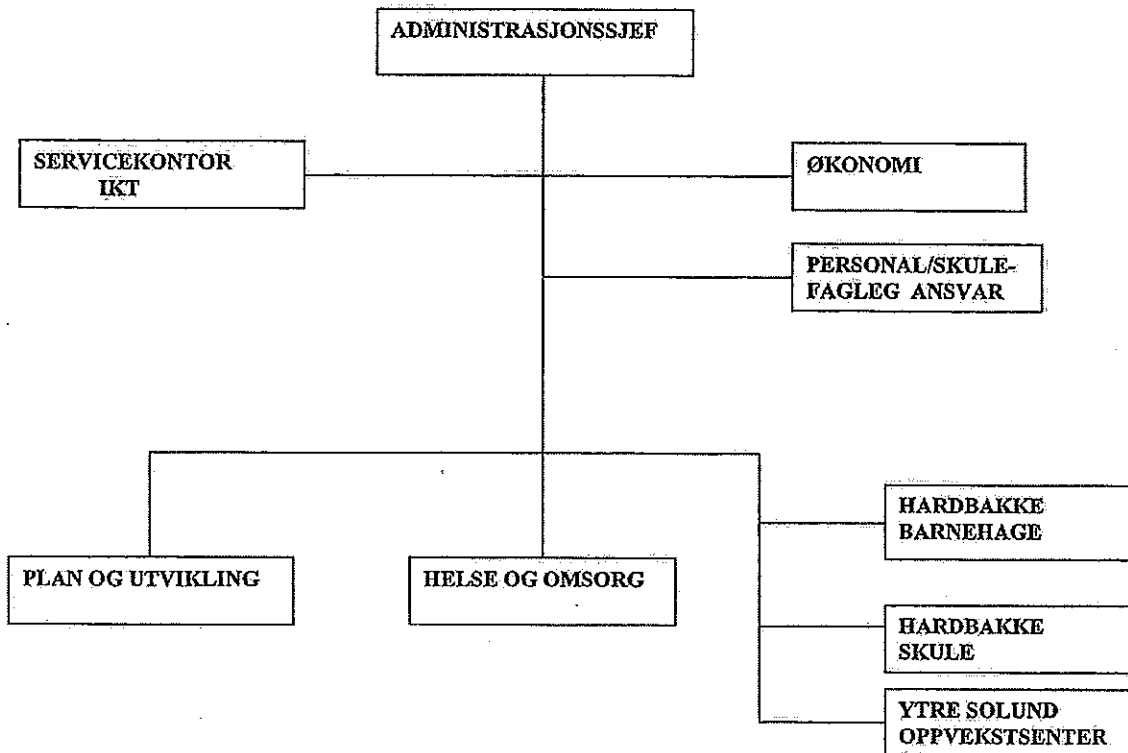 ADMINISTRASJONSSJEF
SERVICEKONTOR
IKT
ØKONOMI
PERSONAL/SKULE-
FAGLEG ANSVAR
HARDBAKKE
BARNEHAGE
PLAN OG UTVIKLING
HELSE OG OMSORG
HARDBAKKE
SKULE
YTRE SOLUND
OPPVEKSTSENTER